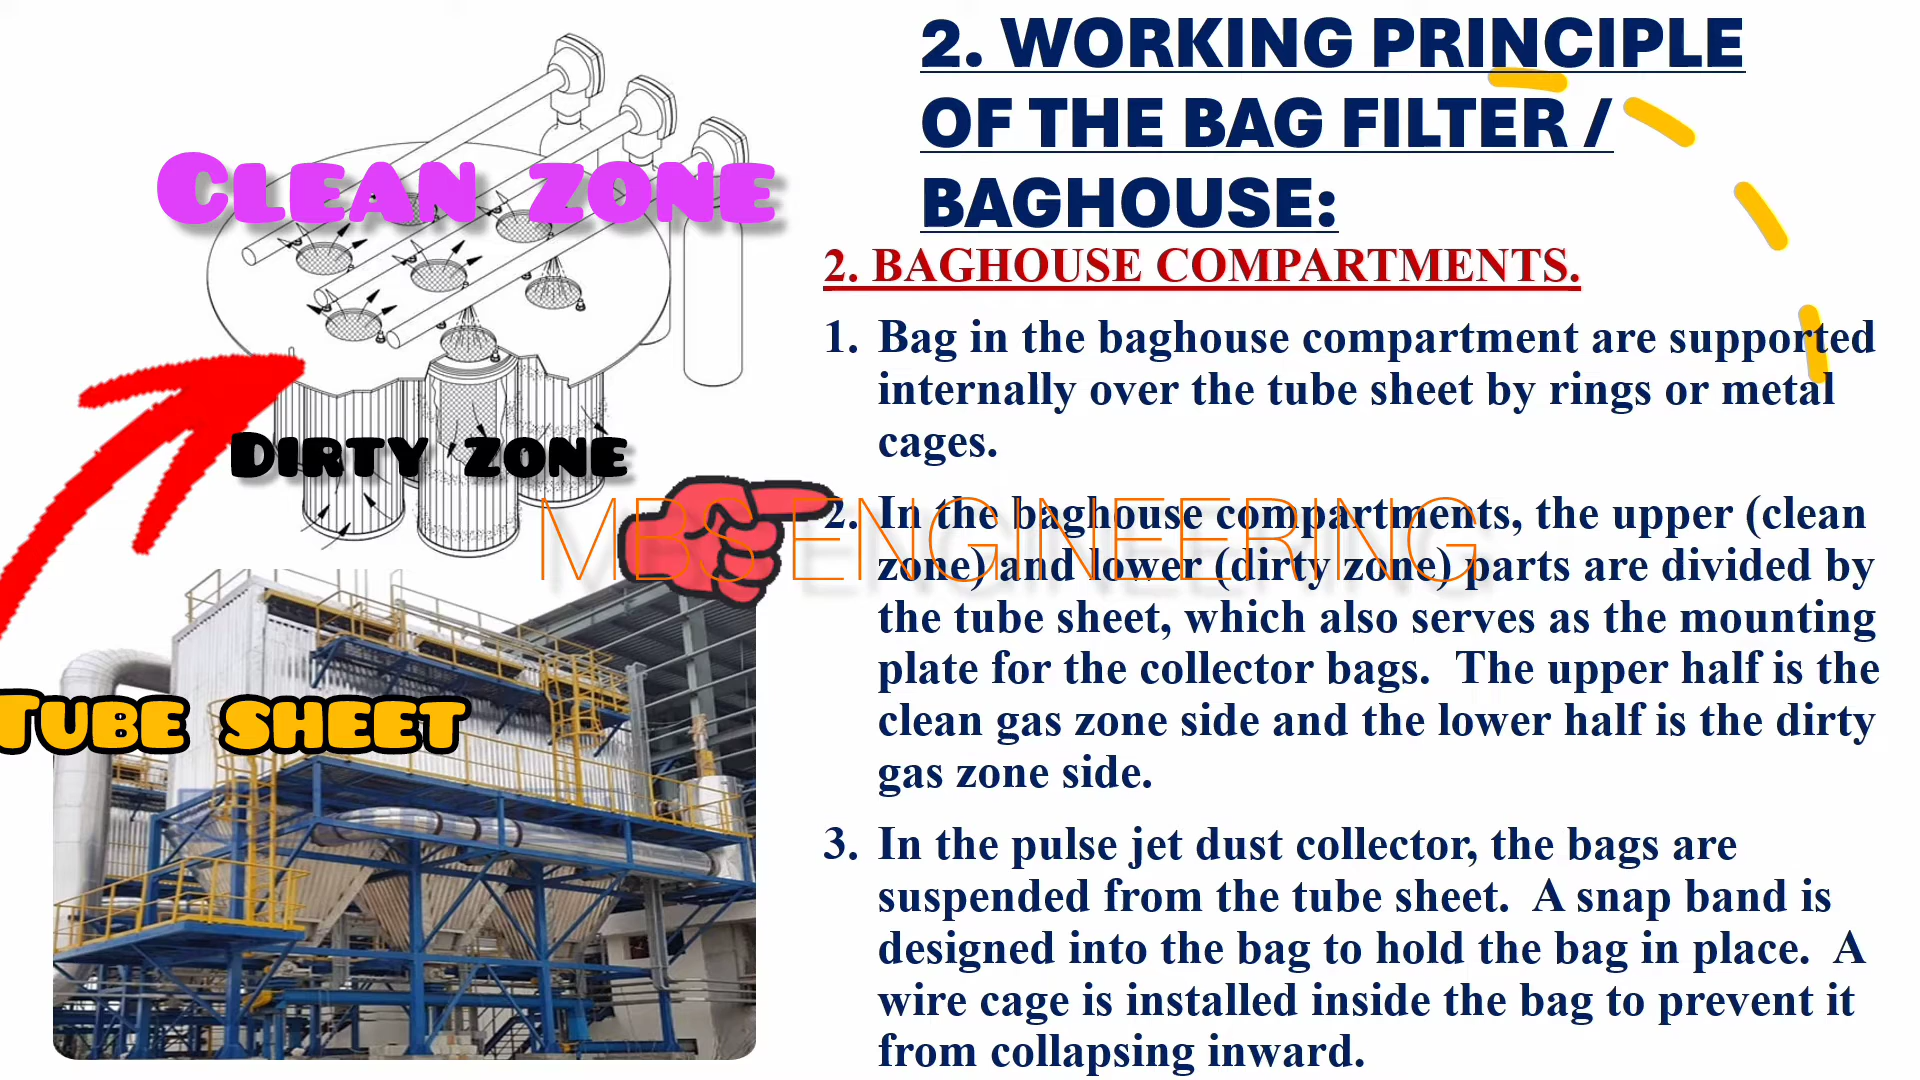 2. WORKING PRINCIPLE
OF THE BAG FILTER /
BAGHOUSE:
2. BAGHOUSE COMPARTMENTS.
1. Bag in the baghouse compartment are supported
internally over the tube sheet by rings or metal
cages.
2. In the baghouse compartments, the upper (clean
zone) and lower (dirty zone) parts are divided by
the tube sheet, which also serves as the mounting
plate for the collector bags. The upper half is the
clean gas zone side and the lower half is the dirty
gas zone side.
3. In the pulse jet dust collector, the bags are
suspended from the tube sheet. A snap band is
designed into the bag to hold the bag in place. A
wire cage is installed inside the bag to prevent it
from collapsing inward.
Clean zone
Dirty zone
Tube sheet
MBS ENGINEERING